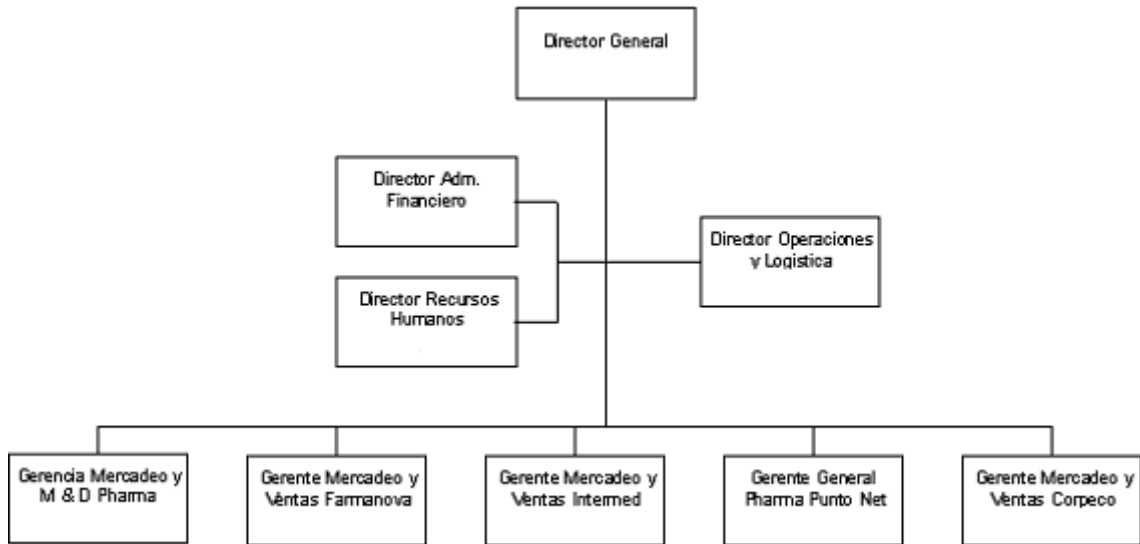 Director General
Director Adm.
Financiero
Director Operaciones
y Logistica
Director Recursos
Humanos
Gerencia Mercadeo y
M & D Pharma
Gerente Mercadeo y
Ventas Farmanova
Gerente Mercadeo y
Ventas Intermed
Gerente General
Pharma Punto Net
Gerente Mercadeo y
Ventas Corpeco